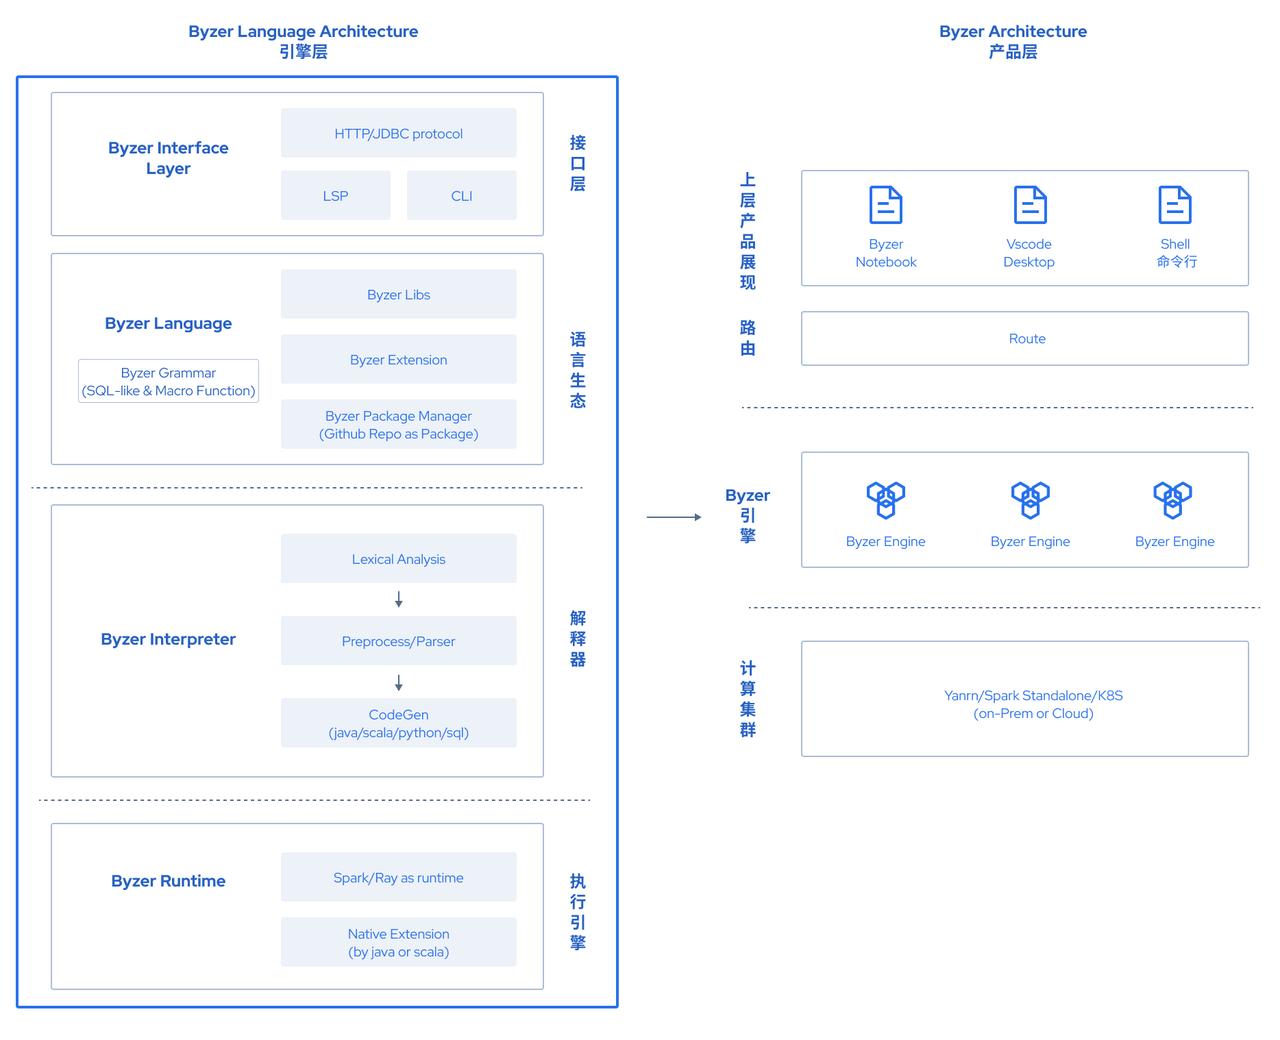 Byzer Language Architecture
引擎层
Byzer Interface
Layer
HTTP/JDBC protocol
LSP
CLI
接口层
Byzer Language
Byzer Grammar
(SQL-like & Macro Function)
Byzer Libs
Byzer Extension
Byzer Package Manager
(Github Repo as Package)
语言生态
Byzer Interpreter
Lexical Analysis
Preprocess/Parser
CodeGen
(java/scala/python/sql)
解释器
Byzer Runtime
Spark/Ray as runtime
Native Extension
(by java or scala)
执行引擎
Byzer Architecture
产品层
上层产品展现
Byzer
Notebook
Vscode
Desktop
Shell
命令行
路由
Route
Byzer
引擎
Byzer Engine
Byzer Engine
Byzer Engine
计算集群
Yanrn/Spark Standalone/K8S
(on-Prem or Cloud)